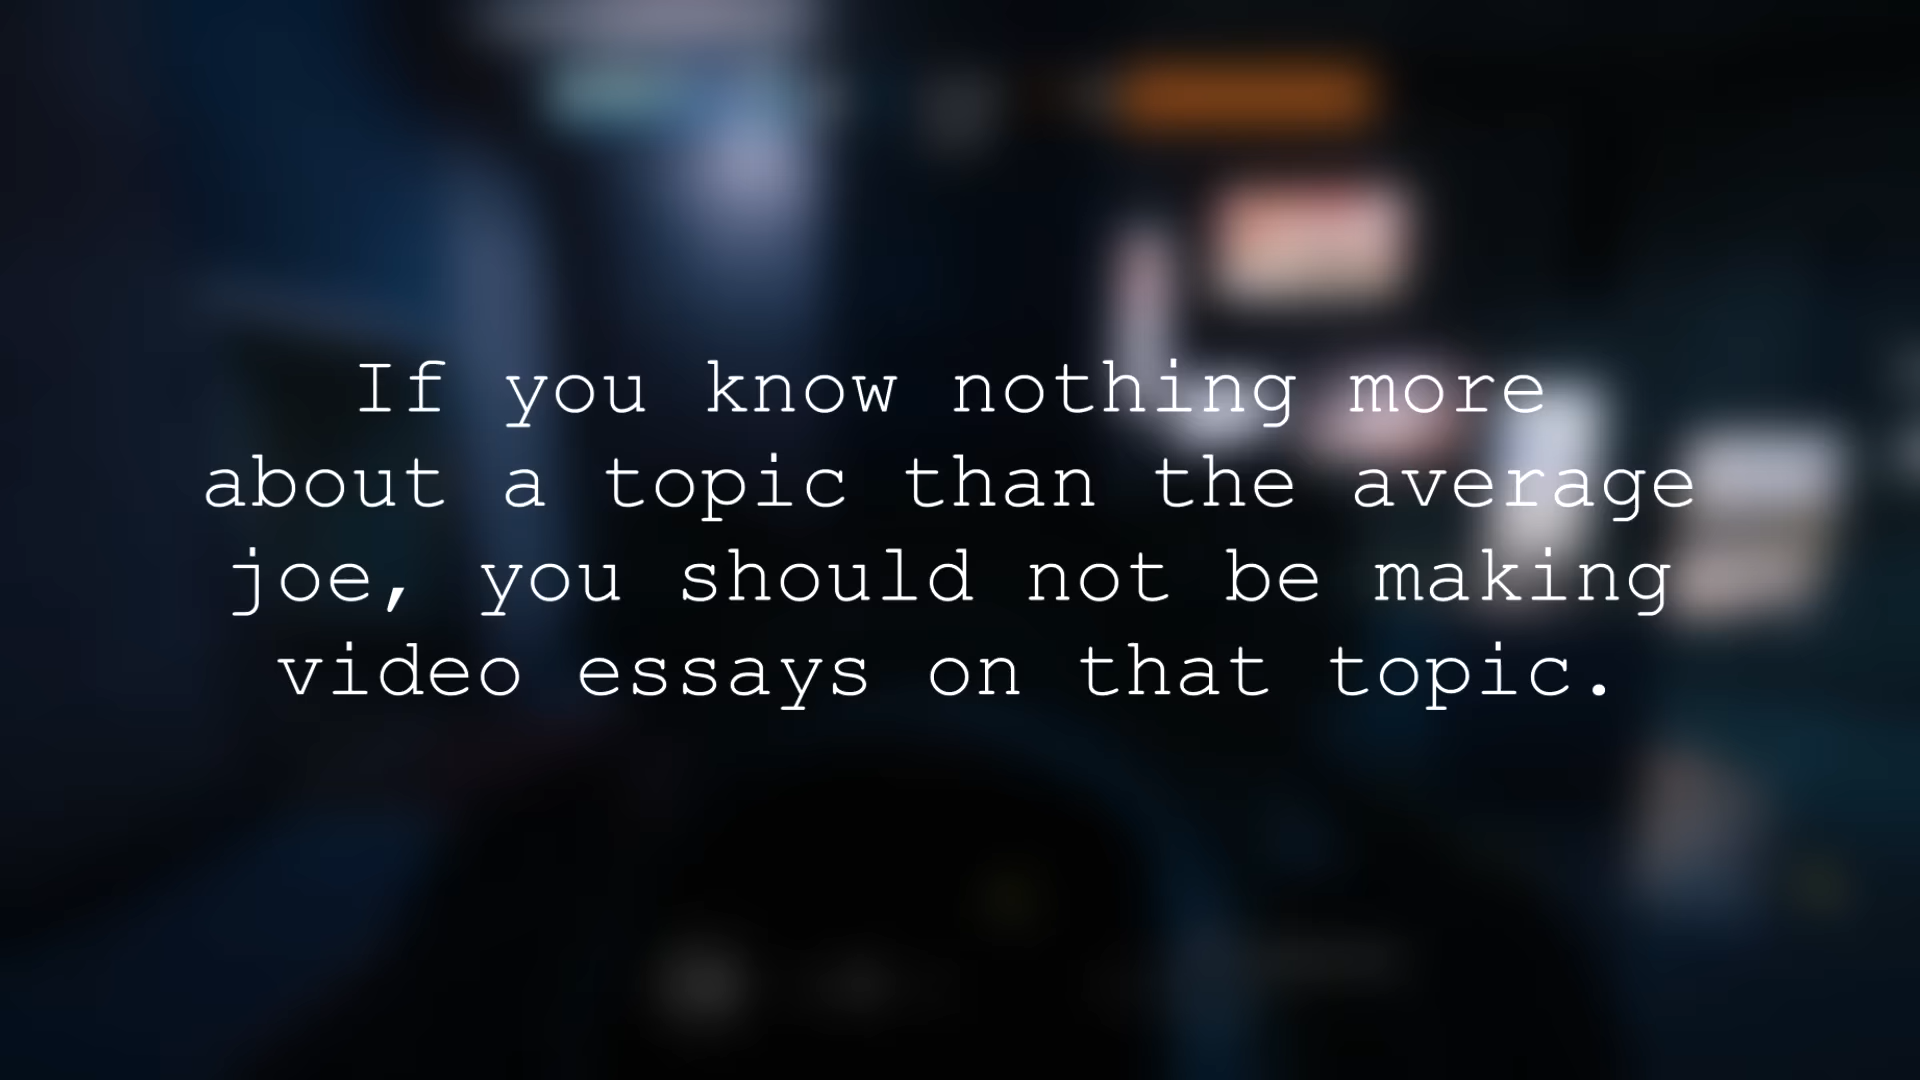 If you know nothing more
about a topic than the average
joe, you should not be making
video essays on that topic.